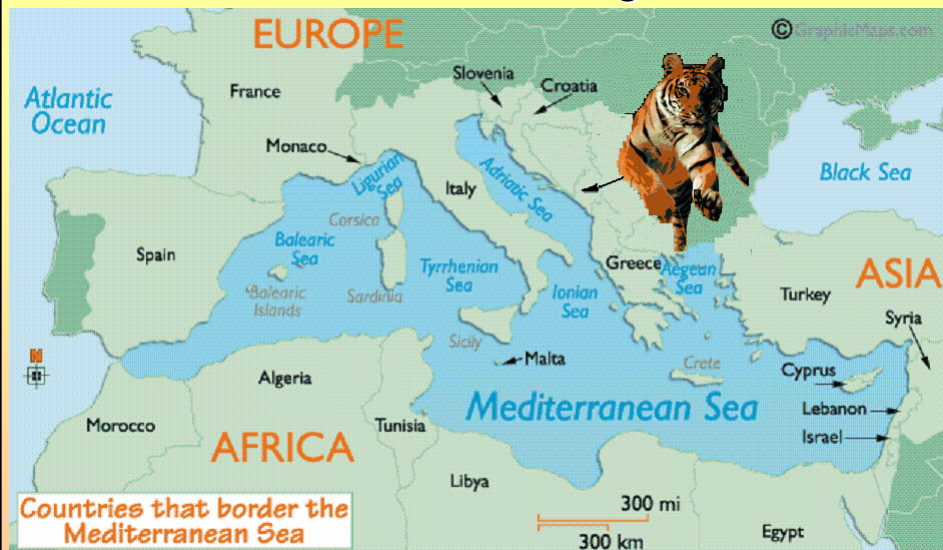 EUROPE
© GraphicMaps.com
Atlantic
Ocean
France
Slovenia
Croatia
Monaco
Ligurian
Sea
Italy
Adriatic Sea
Black Sea
Corsica
Spain
Balearic
Sea
Tyrrhenian
Sea
Greece
Aegean
Sea
ASIA
Turkey
Balearic
Islands
Sardinia
Ionian
Sea
Syria
Sicily
Malta
Crete
Cyprus
N
Algeria
Mediterranean Sea
Lebanon
Morocco
Tunisia
Israel
AFRICA
Libya
Countries that border the
Mediterranean Sea
300 mi
300 km
Egypt